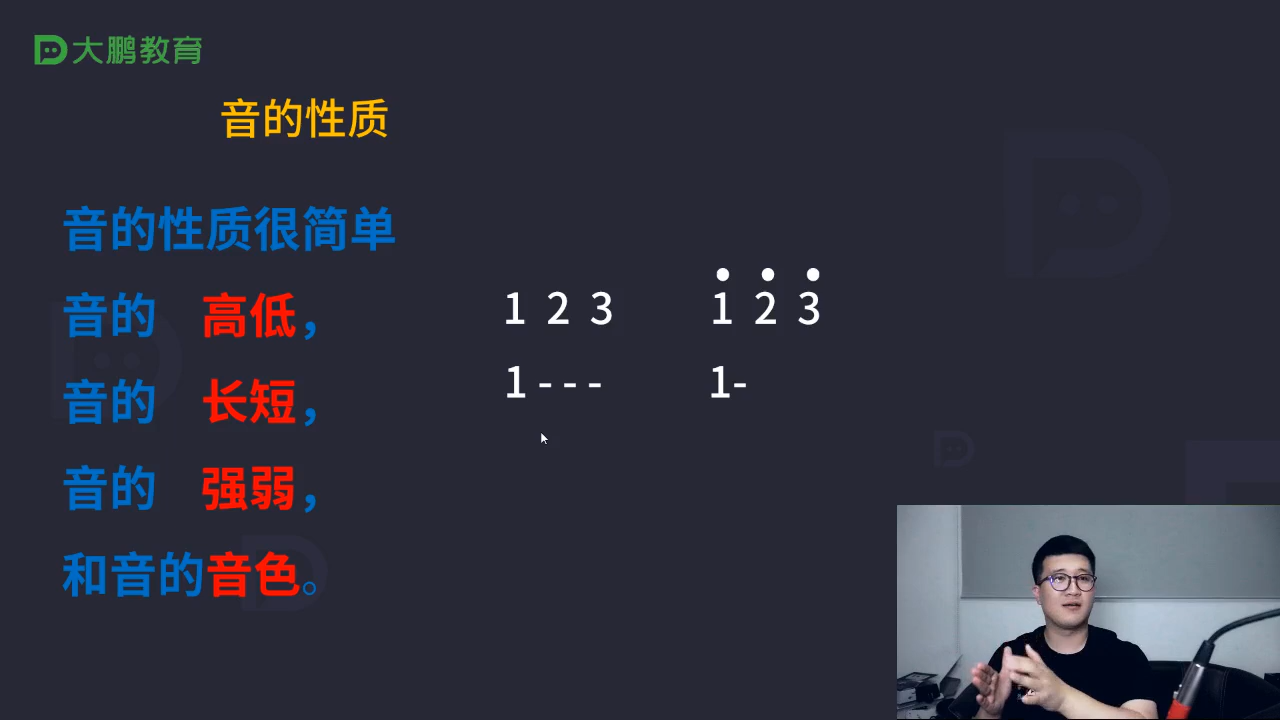 大鹏教育
音的性质
音的性质很简单
音的 高低，
1 2 3 1 2 3
音的 长短，
1 - - - 1-
音的 强弱，
和音的音色。